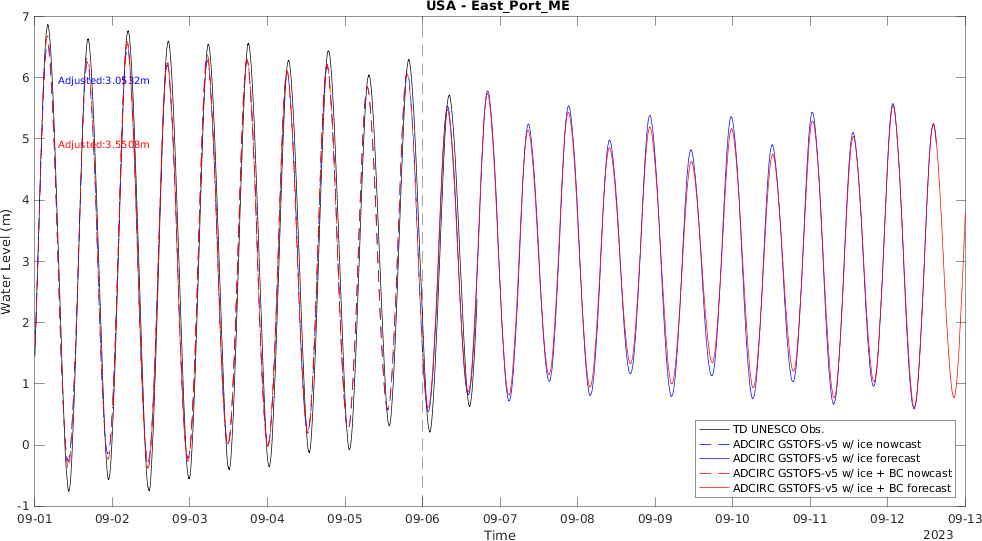 USA - East_Port_ME
7
6
5
4
3
2
1
0
-1
Water Level (m)
Adjusted:3.0532m
Adjusted:3.5508m
TD UNESCO Obs.
ADCIRC GSTOFS-v5 w/ ice nowcast
ADCIRC GSTOFS-v5 w/ ice forecast
ADCIRC GSTOFS-v5 w/ ice + BC nowcast
ADCIRC GSTOFS-v5 w/ ice + BC forecast
09-01 09-02 09-03 09-04 09-05 09-06 09-07 09-08 09-09 09-10 09-11 09-12 09-13
Time
2023